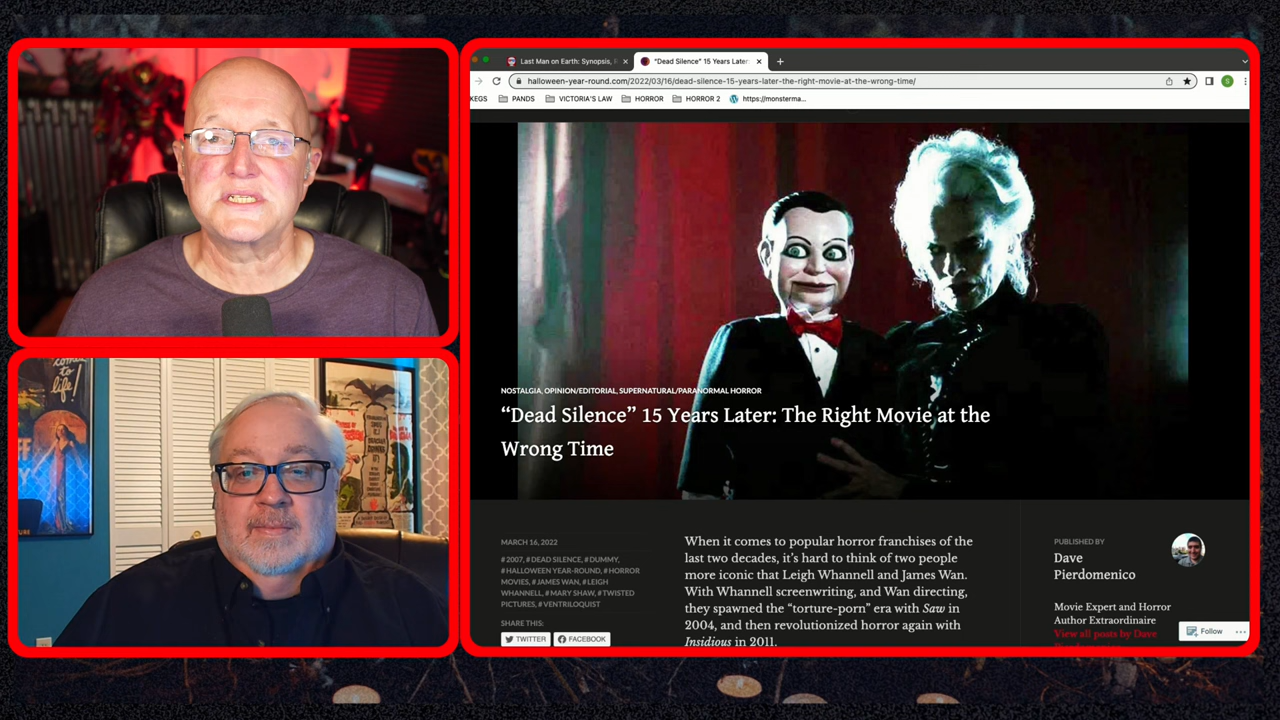 Last Man on Earth: Synopsis,
"Dead Silence" 15 Years Later:
halloween-year-round.com/2022/03/16/dead-silence-15-years-later-the-right-movie-at-the-wrong-time/
S
KEGS
PANDS
VICTORIA'S LAW
HORROR
HORROR 2
https://monsterma...
NOSTALGIA, OPINION/EDITORIAL, SUPERNATURAL/PARANORMAL HORROR
“Dead Silence” 15 Years Later: The Right Movie at the
Wrong Time
MARCH 16, 2022
#2007, #DEAD SILENCE, #DUMMY,
#HALLOWEEN YEAR-ROUND, #HORROR
MOVIES, #JAMES WAN, #LEIGH
WHANNELL, #MARY SHAW, #TWISTED
PICTURES, #VENTRILOQUIST
SHARE THIS:
TWITTER
FACEBOOK
When it comes to popular horror franchises of the
last two decades, it’s hard to think of two people
more iconic that Leigh Whannell and James Wan.
With Whannell screenwriting, and Wan directing,
they spawned the “torture-porn” era with Saw in
2004, and then revolutionized horror again with
Insidious in 2011.
PUBLISHED BY
Dave
Pierdomenico
Movie Expert and Horror
Author Extraordinaire
View all posts by Dave
Follow
to life!